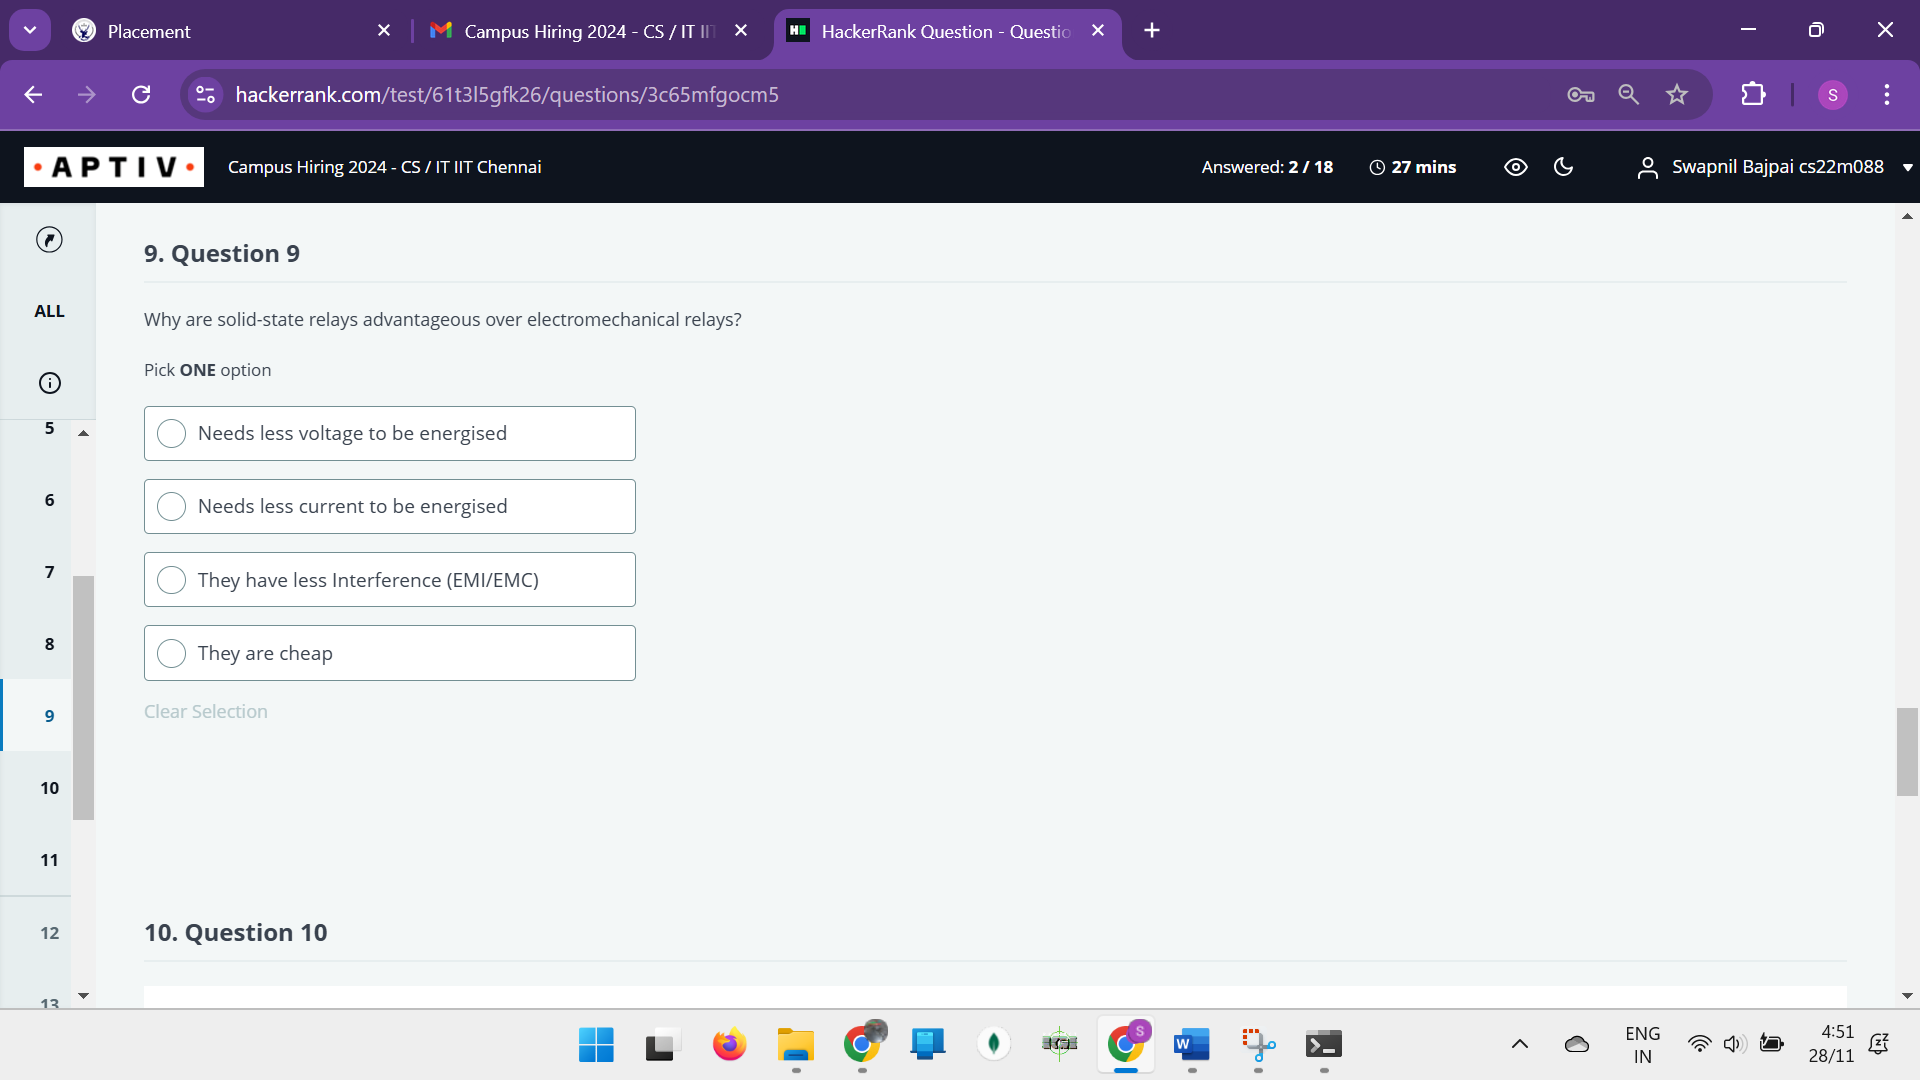 Placement
Campus Hiring 2024 - CS / IT II
HackerRank Question - Questio
hackerrank.com/test/61t3l5gfk26/questions/3c65mfgocm5
S
APTIV
Campus Hiring 2024 - CS / IT IIT Chennai
Answered: 2 / 18
27 mins
Swapnil Bajpai cs22m088
ALL
5
6
7
8
9
10
11
12
13
9. Question 9
Why are solid-state relays advantageous over electromechanical relays?
Pick ONE option
Needs less voltage to be energised
Needs less current to be energised
They have less Interference (EMI/EMC)
They are cheap
Clear Selection
10. Question 10
S
W
ENG
IN
4:51
28/11